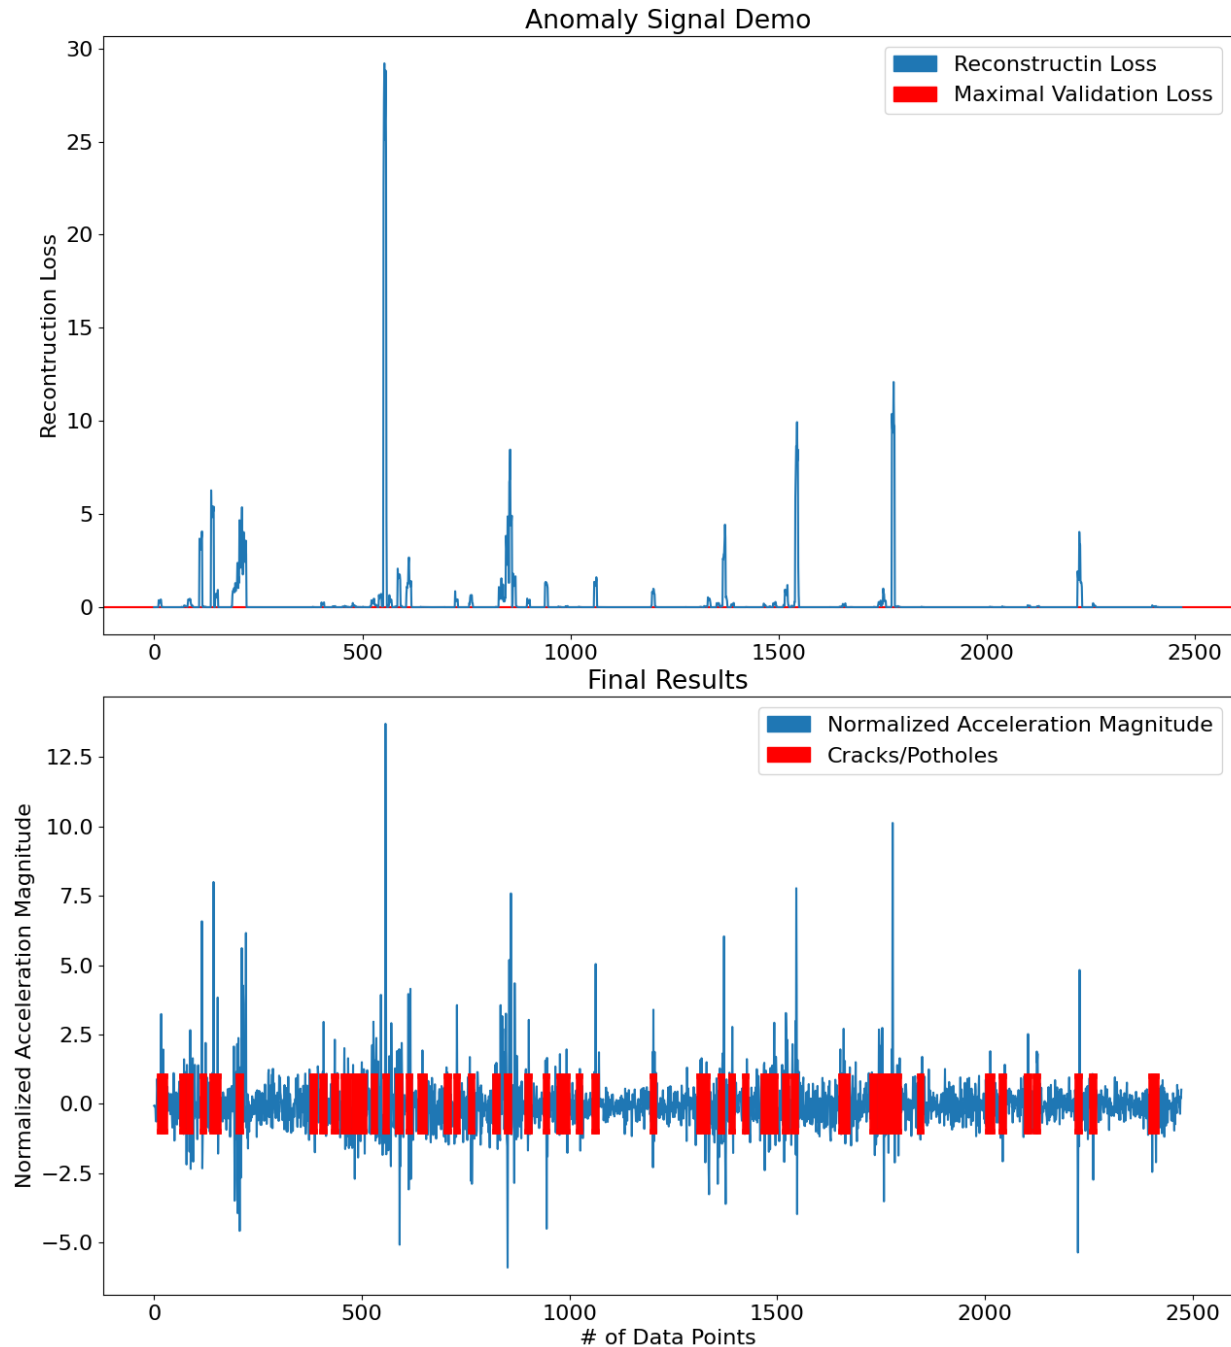 Anomaly Signal Demo
30
25
20
15
10
5
0
Recontruction Loss
Reconstructin Loss
Maximal Validation Loss
0 500 1000 1500 2000 2500
Final Results
12.5
10.0
7.5
5.0
2.5
0.0
−2.5
−5.0
Normalized Acceleration Magnitude
Normalized Acceleration Magnitude
Cracks/Potholes
0 500 1000 1500 2000 2500
# of Data Points